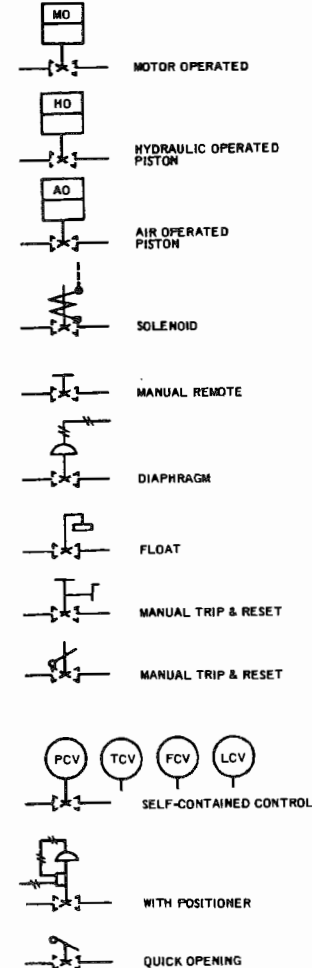 MO
MOTOR OPERATED
HO
HYDRAULIC OPERATED
PISTON
AO
AIR OPERATED
PISTON
SOLENOID
MANUAL REMOTE
DIAPHRAGM
FLOAT
MANUAL TRIP & RESET
MANUAL TRIP & RESET
PCV TCV FCV LCV
SELF-CONTAINED CONTROL
WITH POSITIONER
QUICK OPENING